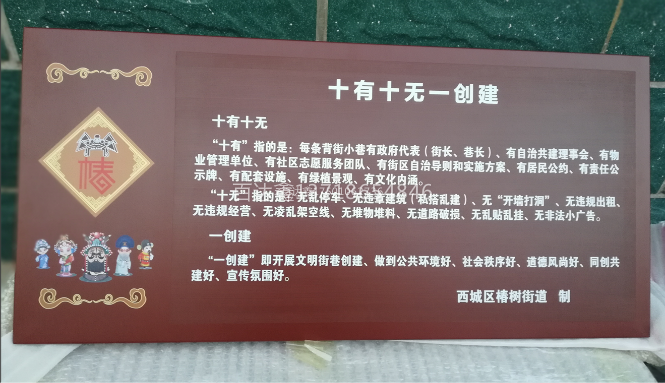 十有十无一创建
十有十无
“十有”指的是：每条背街小巷有政府代表（街长、巷长）、有自治共建理事会、有物
业管理单位、有社区志愿服务团队、有街区自治导则和实施方案、有居民公约、有责任公
示牌、有配套设施、有绿植景观、有文化内涵。
“十无”指的是：无乱停车、无违章建筑（私搭乱建）、无“开墙打洞”、无违规出租、
无违规经营、无凌乱架空线、无堆物堆料、无道路破损、无乱贴乱挂、无非法小广告。
一创建
“一创建”即开展文明街巷创建、做到公共环境好、社会秩序好、道德风尚好、同创共
建好、宣传氛围好。
西城区椿树街道 制
椿